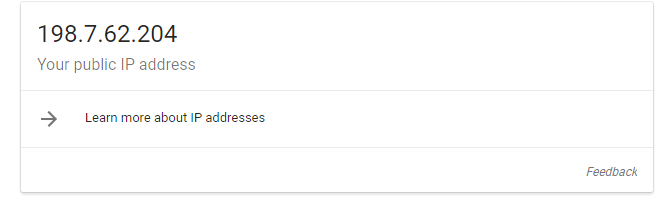 198.7.62.204
Your public IP address
Learn more about IP addresses
Feedback